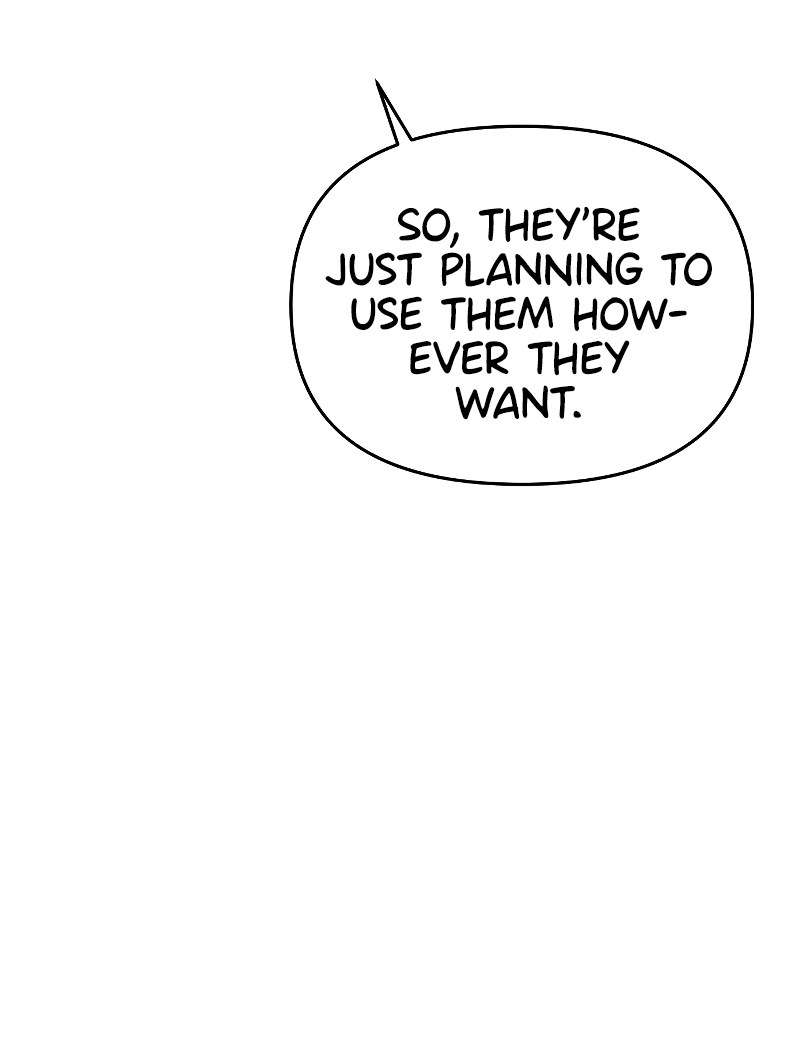 SO, THEY'RE
JUST PLANNING TO
USE THEM HOW-
EVER THEY
WANT.